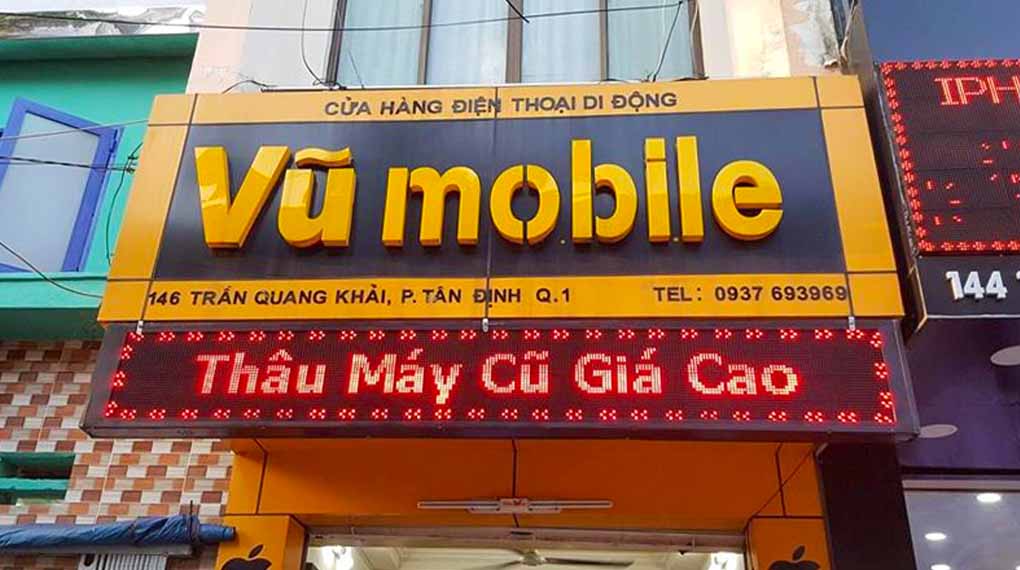 CỬA HÀNG ĐIỆN THOẠI DI ĐỘNG
Vũ mobile
146 TRẦN QUANG KHẢI, P. TÂN ĐỊNH Q.1 TEL: 0937 693969
Thâu Máy Cũ Giá Cao
IPH
144